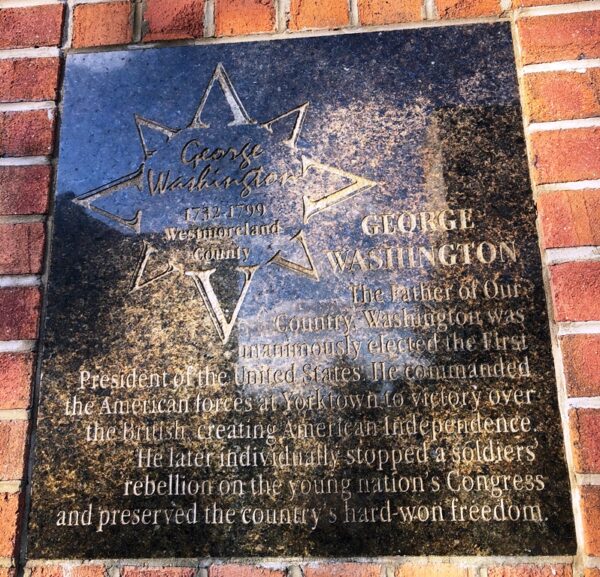 George
Washington
1732-1799
Westmoreland
County
GEORGE
WASHINGTON
The Father of Our
Country, Washington was
unanimously elected the First
President of the United States. He commanded
the American forces at Yorktown to victory over
the British, creating American Independence.
He later individually stopped a soldiers'
rebellion on the young nation's Congress
and preserved the country's hard-won freedom.